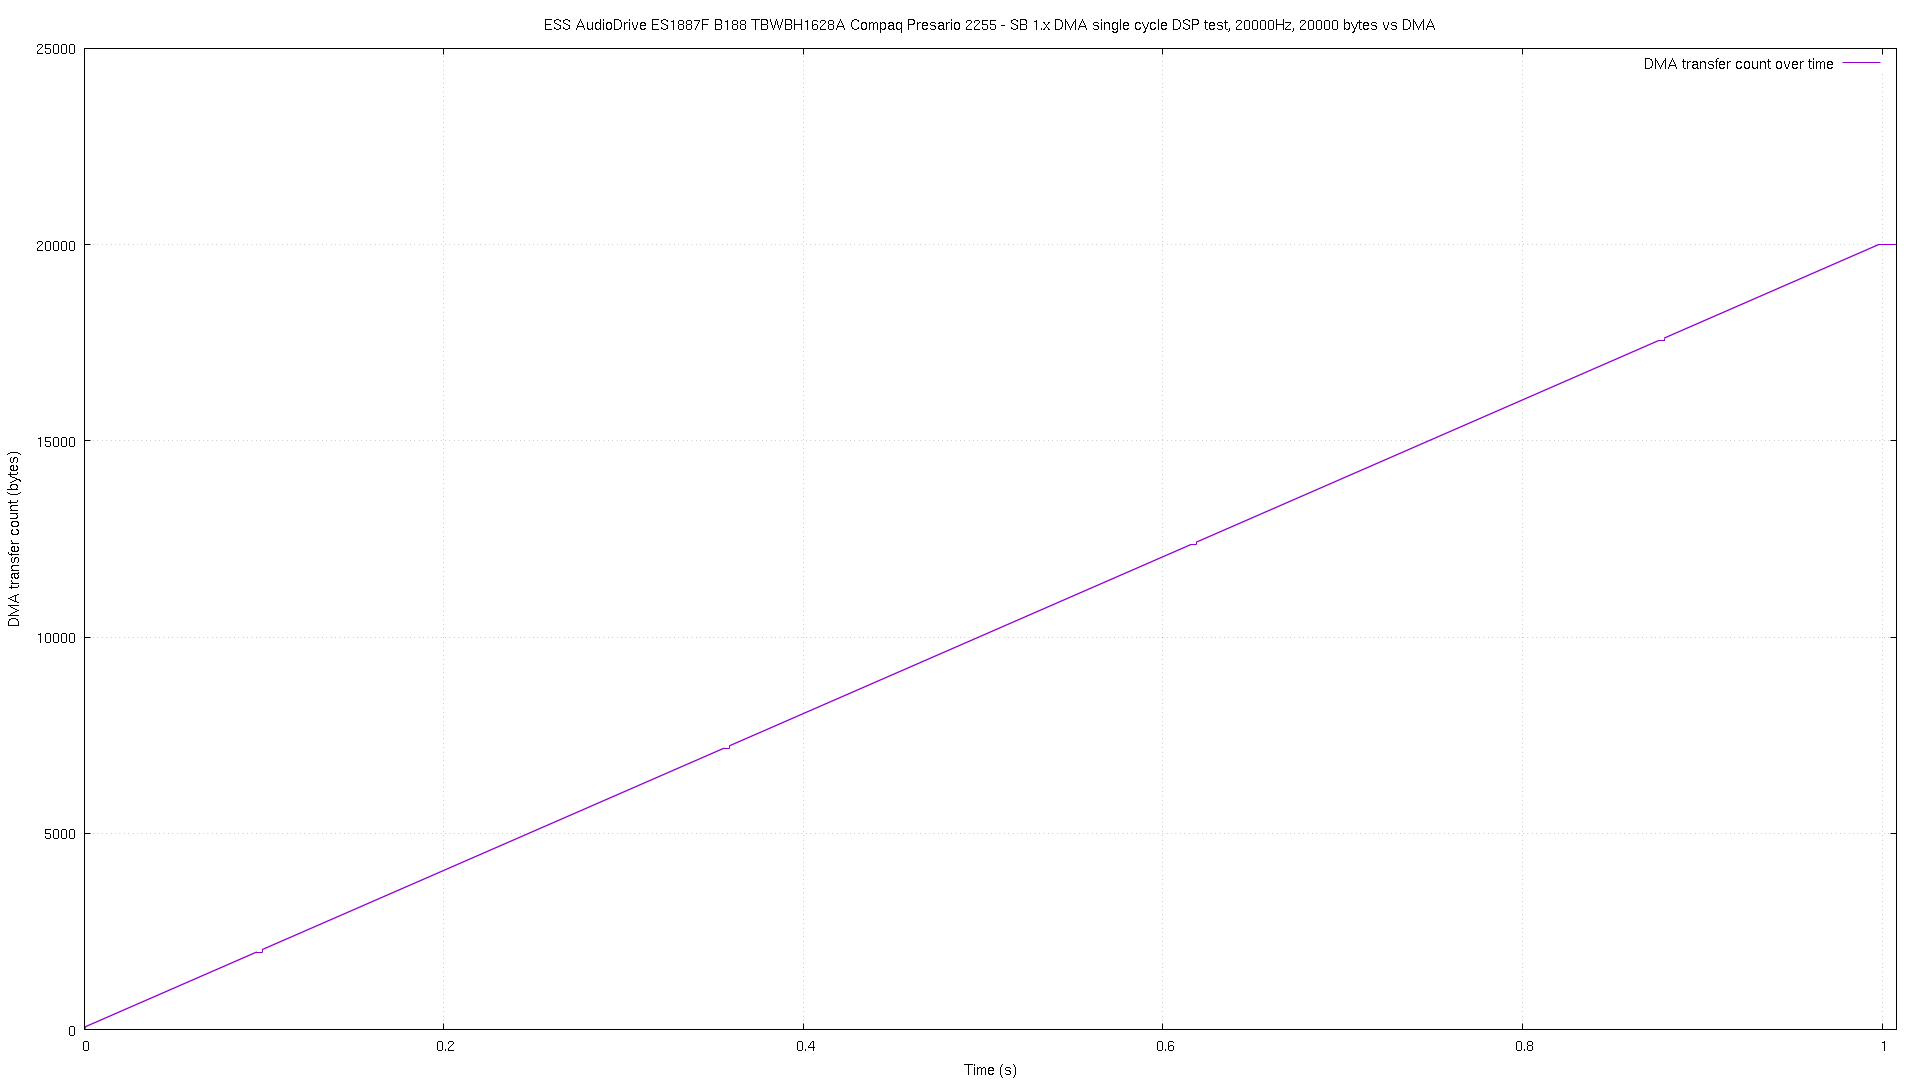 ESS AudioDrive ES1887F B188 TBWBH1628A Compaq Presario 2255 - SB 1.x DMA single cycle DSP test, 20000Hz, 20000 bytes vs DMA
DMA transfer count over time
25000
20000
15000
10000
5000
0
DMA transfer count (bytes)
0 0.2 0.4 0.6 0.8 1
Time (s)